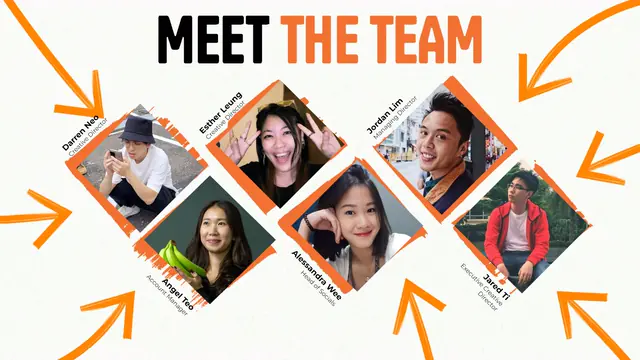 MEET THE TEAM
Darren Neo
Creative Director
Esther Leung
Creative Director
Jordan Lim
Managing Director
Angel Teo
Account Manager
Alessandra Wee
Head of Socials
Jared Ti
Executive Creative
Director